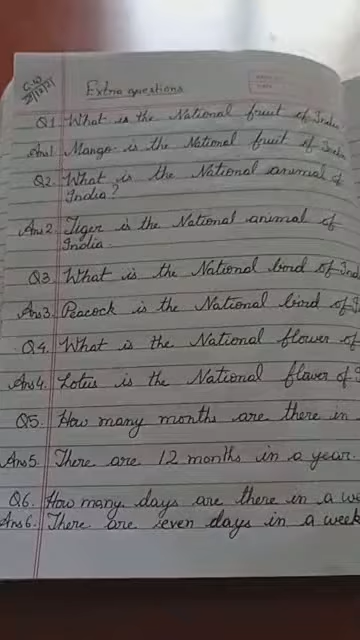 C.W
Extra questions
Q1. What is the National fruit of India
Ans1. Mango is the National fruit of India
Q2. What is the National animal of
India?
Ans2. Tiger is the National animal of
India.
Q3. What is the National bird of Ind
Ans3. Peacock is the National bird of I
Q4. What is the National flower of
Ans4. Lotus is the National flower of
Q5. How many months are there in
Ans5. There are 12 months in a year.
Q6. How many days are there in a we
Ans6. There are seven days in a week